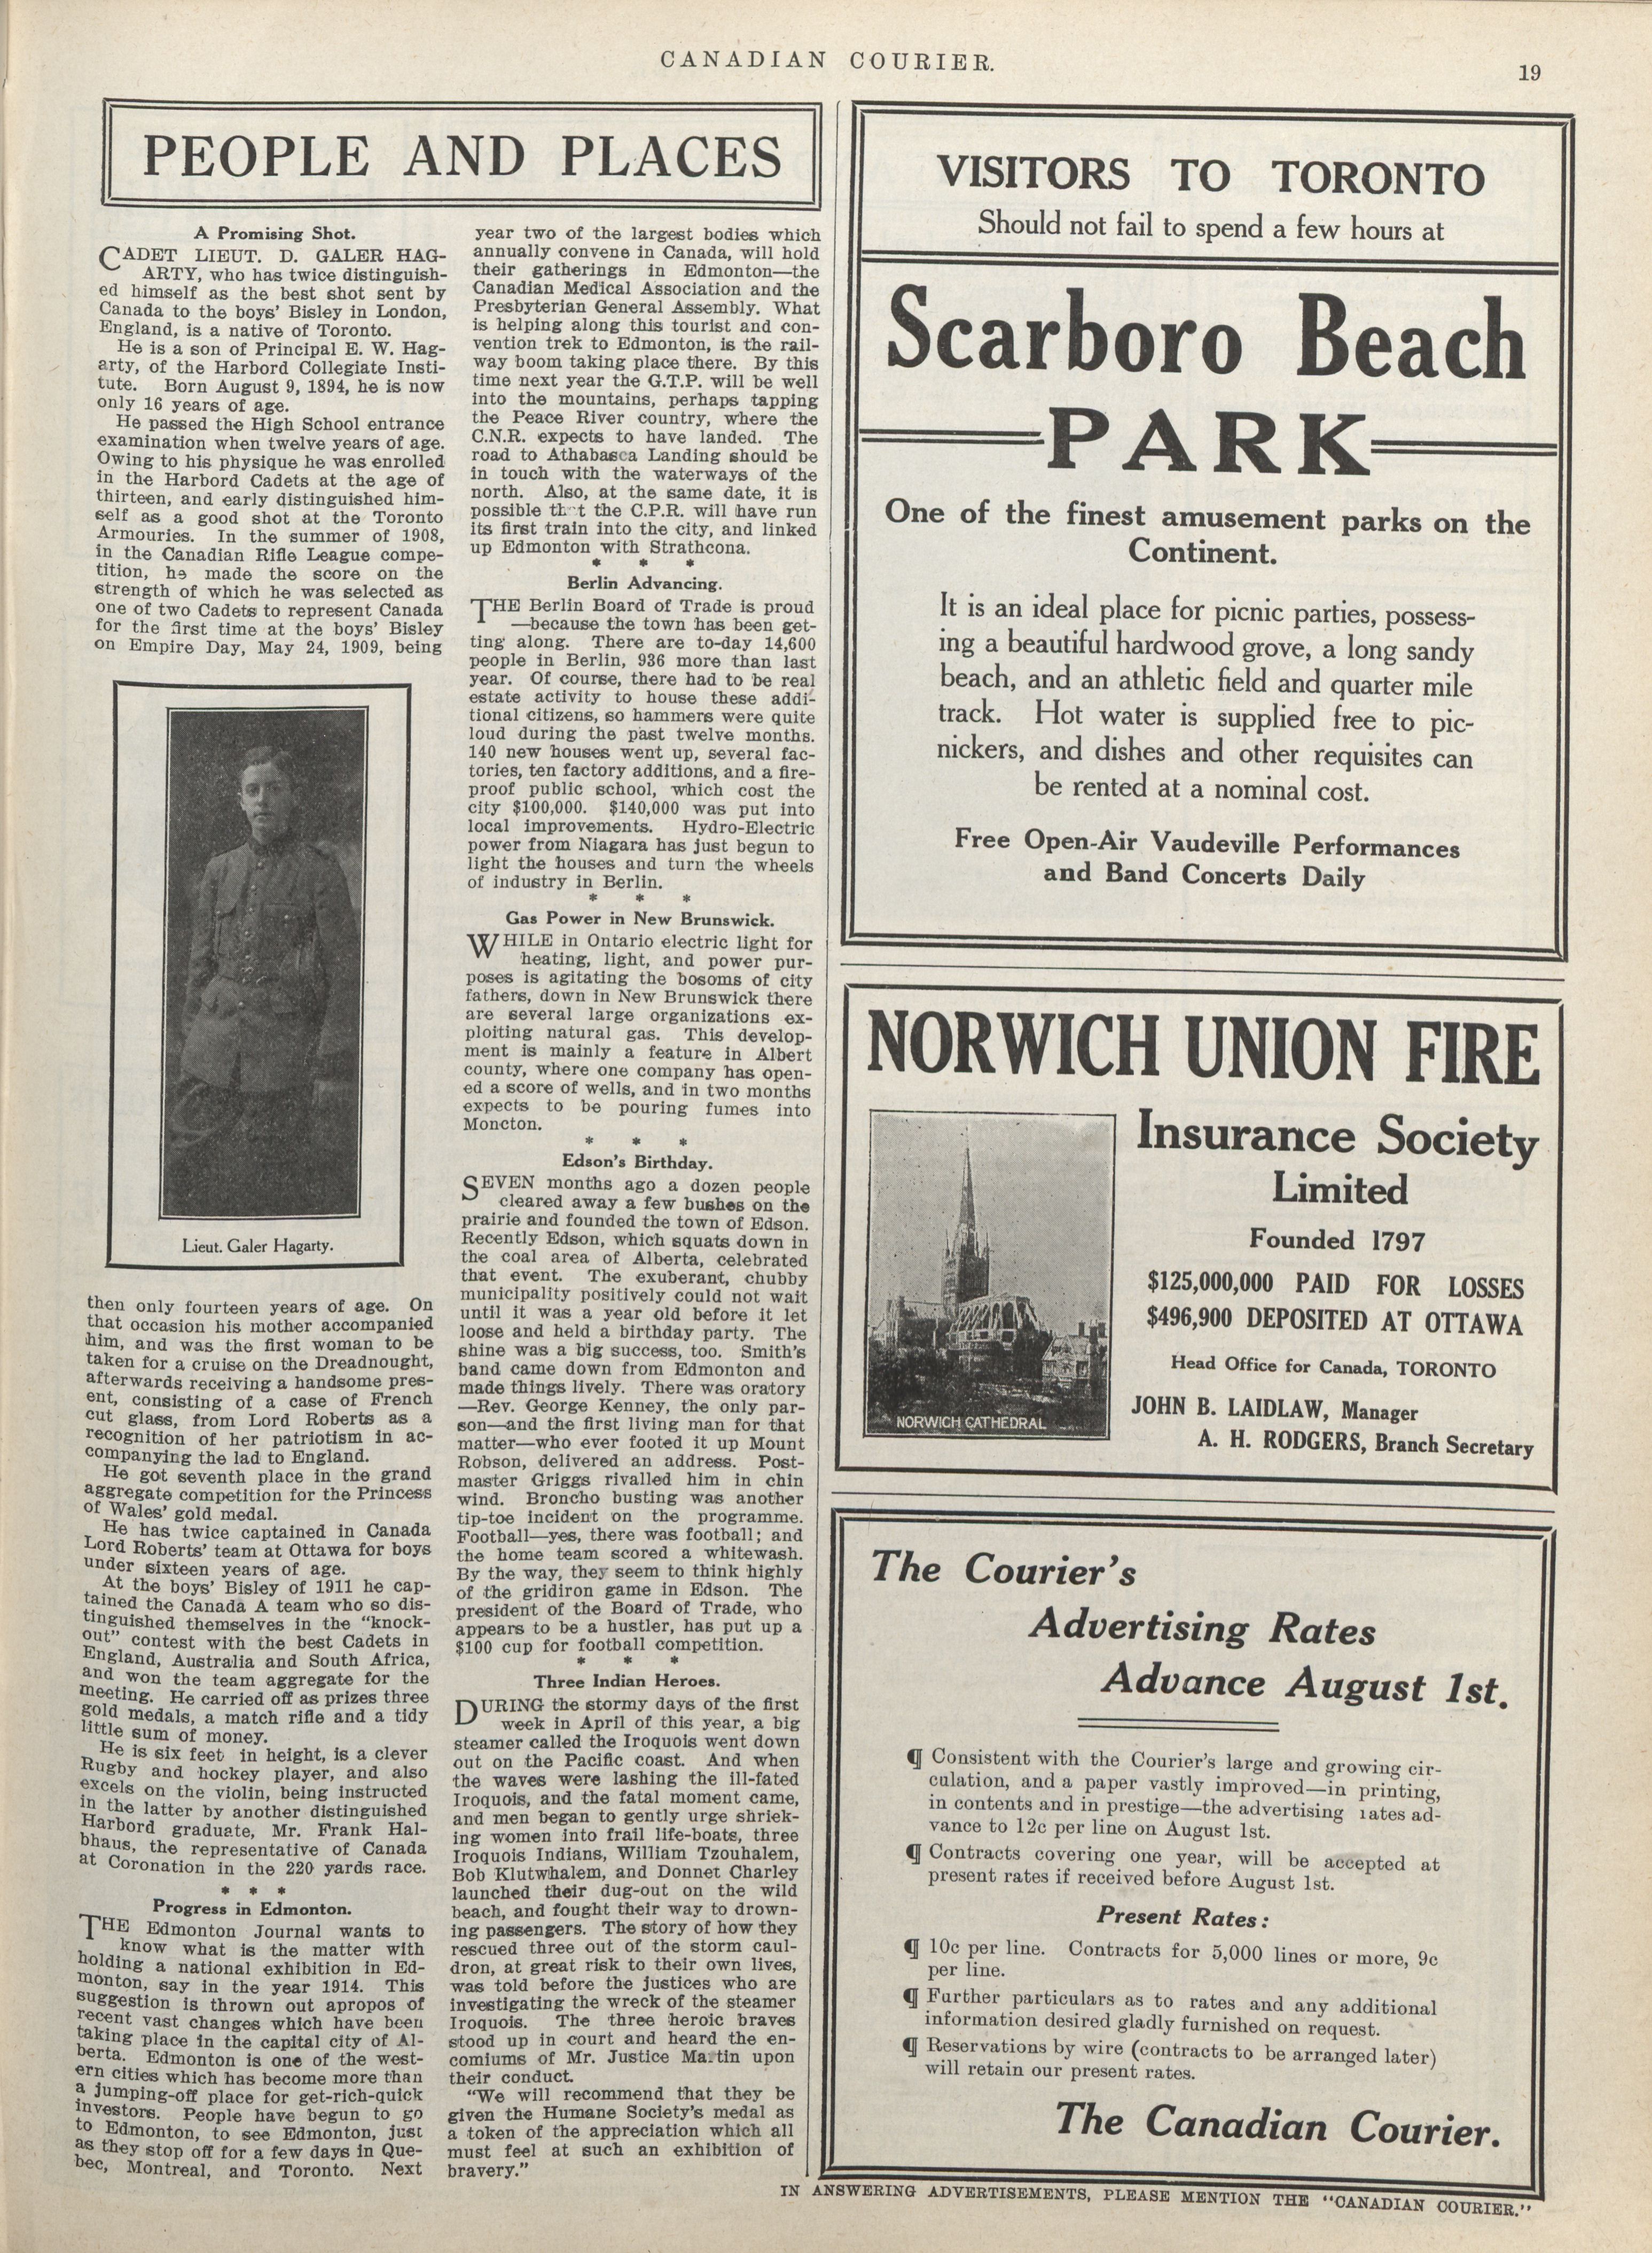 CANADIAN COURIER.
19
PEOPLE AND PLACES
A Promising Shot.
CADET LIEUT. D. GALER HAG-
ARTY, who has twice distinguish-
ed himself as the best shot sent by
Canada to the boys' Bisley in London,
England, is a native of Toronto.
He is a son of Principal E. W. Hag-
arty, of the Harbord Collegiate Insti-
tute. Born August 9, 1894, he is now
only 16 years of age.
He passed the High School entrance
examination when twelve years of age.
Owing to his physique he was enrolled
in the Harbord Cadets at the age of
thirteen, and early distinguished him-
self as a good shot at the Toronto
Armouries. In the summer of 1908,
in the Canadian Rifle League compe-
tition, he made the score on the
strength of which he was selected as
one of two Cadets to represent Canada
for the first time at the boys' Bisley
on Empire Day, May 24, 1909, being
Lieut. Galer Hagarty.
then only fourteen years of age. On
that occasion his mother accompanied
him, and was the first woman to be
taken for a cruise on the Dreadnought,
afterwards receiving a handsome pres-
ent, consisting of a case of French
cut glass, from Lord Roberts as a
recognition of her patriotism in ac-
companying the lad to England.
He got seventh place in the grand
aggregate competition for the Princess
of Wales' gold medal.
He has twice captained in Canada
Lord Roberts' team at Ottawa for boys
under sixteen years of age.
At the boys' Bisley of 1911 he cap-
tained the Canada A team who so dis-
tinguished themselves in the "knock-
out" contest with the best Cadets in
England, Australia and South Africa,
and won the team aggregate for the
meeting. He carried off as prizes three
gold medals, a match rifle and a tidy
little sum of money.
He is six feet in height, is a clever
Rugby and hockey player, and also
excels on the violin, being instructed
in the latter by another distinguished
Harbord graduate, Mr. Frank Hal-
bhaus, the representative of Canada
at Coronation in the 220 yards race.
* * *
Progress in Edmonton.
THE Edmonton Journal wants to
know what is the matter with
holding a national exhibition in Ed-
monton, say in the year 1914. This
suggestion is thrown out apropos of
recent vast changes which have been
taking place in the capital city of Al-
berta. Edmonton is one of the west-
ern cities which has become more than
a jumping-off place for get-rich-quick
investors. People have begun to go
to Edmonton, to see Edmonton, just
as they stop off for a few days in Que-
bec, Montreal, and Toronto. Next
year two of the largest bodies which
annually convene in Canada, will hold
their gatherings in Edmonton—the
Canadian Medical Association and the
Presbyterian General Assembly. What
is helping along this tourist and con-
vention trek to Edmonton, is the rail-
way boom taking place there. By this
time next year the G.T.P. will be well
into the mountains, perhaps tapping
the Peace River country, where the
C.N.R. expects to have landed. The
road to Athabasca Landing should be
in touch with the waterways of the
north. Also, at the same date, it is
possible that the C.P.R. will have run
its first train into the city, and linked
up Edmonton with Strathcona.
* * *
Berlin Advancing.
THE Berlin Board of Trade is proud
—because the town has been get-
ting along. There are to-day 14,600
people in Berlin, 936 more than last
year. Of course, there had to be real
estate activity to house these addi-
tional citizens, so hammers were quite
loud during the past twelve months.
140 new houses went up, several fac-
tories, ten factory additions, and a fire-
proof public school, which cost the
city $100,000. $140,000 was put into
local improvements. Hydro-Electric
power from Niagara has just begun to
light the houses and turn the wheels
of industry in Berlin.
* * *
Gas Power in New Brunswick.
WHILE in Ontario electric light for
heating, light, and power pur-
poses is agitating the bosoms of city
fathers, down in New Brunswick there
are several large organizations ex-
ploiting natural gas. This develop-
ment is mainly a feature in Albert
county, where one company has open-
ed a score of wells, and in two months
expects to be pouring fumes into
Moncton.
* * *
Edson's Birthday.
SEVEN months ago a dozen people
cleared away a few bushes on the
prairie and founded the town of Edson.
Recently Edson, which squats down in
the coal area of Alberta, celebrated
that event. The exuberant, chubby
municipality positively could not wait
until it was a year old before it let
loose and held a birthday party. The
shine was a big success, too. Smith's
band came down from Edmonton and
made things lively. There was oratory
—Rev. George Kenney, the only par-
son—and the first living man for that
matter—who ever footed it up Mount
Robson, delivered an address. Post-
master Griggs rivalled him in chin
wind. Broncho busting was another
tip-toe incident on the programme.
Football—yes, there was football; and
the home team scored a whitewash.
By the way, they seem to think highly
of the gridiron game in Edson. The
president of the Board of Trade, who
appears to be a hustler, has put up a
$100 cup for football competition.
* * *
Three Indian Heroes.
DURING the stormy days of the first
week in April of this year, a big
steamer called the Iroquois went down
out on the Pacific coast. And when
the waves were lashing the ill-fated
Iroquois, and the fatal moment came,
and men began to gently urge shriek-
ing women into frail life-boats, three
Iroquois Indians, William Tzouhalem,
Bob Klutwhalem, and Donnet Charley
launched their dug-out on the wild
beach, and fought their way to drown-
ing passengers. The story of how they
rescued three out of the storm caul-
dron, at great risk to their own lives,
was told before the justices who are
investigating the wreck of the steamer
Iroquois. The three heroic braves
stood up in court and heard the en-
comiums of Mr. Justice Martin upon
their conduct.
"We will recommend that they be
given the Humane Society's medal as
a token of the appreciation which all
must feel at such an exhibition of
bravery."
VISITORS TO TORONTO
Should not fail to spend a few hours at
Scarboro Beach
PARK
One of the finest amusement parks on the
Continent.
It is an ideal place for picnic parties, possess-
ing a beautiful hardwood grove, a long sandy
beach, and an athletic field and quarter mile
track. Hot water is supplied free to pic-
nickers, and dishes and other requisites can
be rented at a nominal cost.
Free Open-Air Vaudeville Performances
and Band Concerts Daily
NORWICH UNION FIRE
Insurance Society
Limited
Founded 1797
$125,000,000 PAID FOR LOSSES
$496,900 DEPOSITED AT OTTAWA
Head Office for Canada, TORONTO
JOHN B. LAIDLAW, Manager
A. H. RODGERS, Branch Secretary
NORWICH CATHEDRAL
The Courier's
Advertising Rates
Advance August 1st.
¶ Consistent with the Courier's large and growing cir-
culation, and a paper vastly improved—in printing,
in contents and in prestige—the advertising rates ad-
vance to 12c per line on August 1st.
¶ Contracts covering one year, will be accepted at
present rates if received before August 1st.
Present Rates:
¶ 10c per line. Contracts for 5,000 lines or more, 9c
per line.
¶ Further particulars as to rates and any additional
information desired gladly furnished on request.
¶ Reservations by wire (contracts to be arranged later)
will retain our present rates.
The Canadian Courier.
IN ANSWERING ADVERTISEMENTS, PLEASE MENTION THE "CANADIAN COURIER."